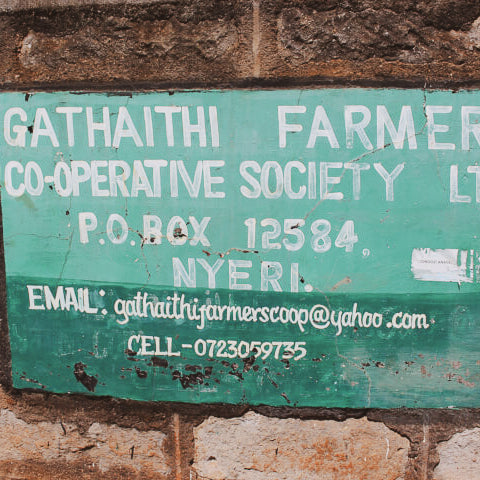 GATHAITHI FARMER
CO-OPERATIVE SOCIETY LT
P.O. BOX 12584,
NYERI.
EMAIL: gathaithifarmerscoop@yahoo.com
CELL-0723059735